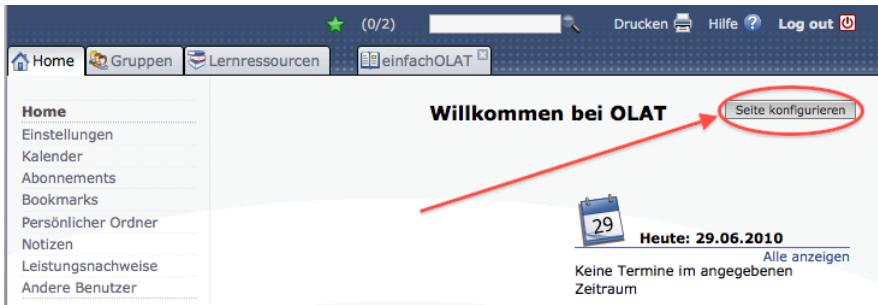 (0/2) Drucken Hilfe ? Log out
Home Gruppen Lernressourcen einfachOLAT
Home
Einstellungen
Kalender
Abonnements
Bookmarks
Persönlicher Ordner
Notizen
Leistungsnachweise
Andere Benutzer
Willkommen bei OLAT
Seite konfigurieren
29
Heute: 29.06.2010
Alle anzeigen
Keine Termine im angegebenen
Zeitraum